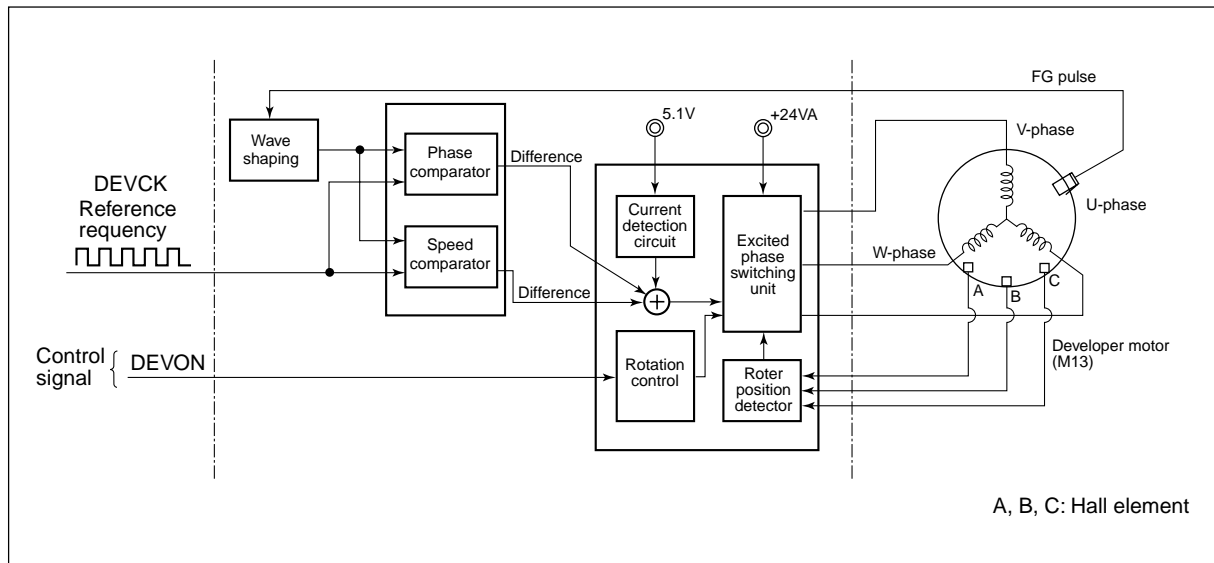 FG pulse
5.1V
+24VA
V-phase
Wave
shaping
Phase
comparator
Difference
DEVCK
Reference
requency
Current
detection
circuit
Excited
phase
switching
unit
U-phase
W-phase
Speed
comparator
Difference
A
B
C
Control
signal
DEVON
Rotation
control
Roter
position
detector
Developer motor
(M13)
A, B, C: Hall element